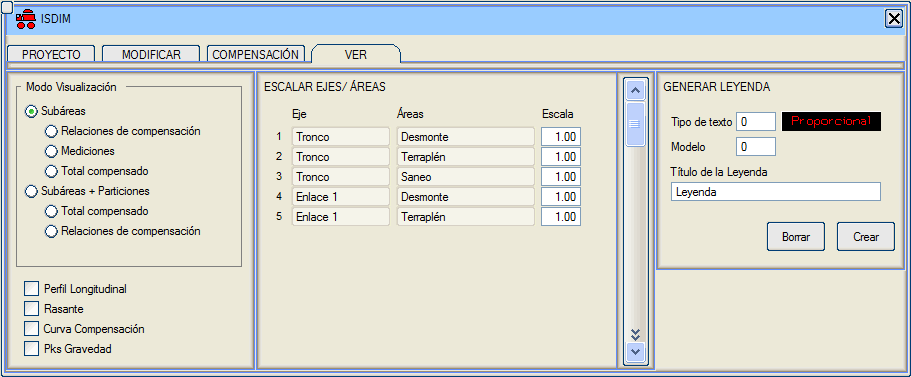 ISDIM
PROYECTO MODIFICAR COMPENSACIÓN VER
Modo Visualización
Subáreas
Relaciones de compensación
Mediciones
Total compensado
Subáreas + Particiones
Total compensado
Relaciones de compensación
Perfil Longitudinal
Rasante
Curva Compensación
Pks Gravedad
ESCALAR EJES/ ÁREAS
Eje Áreas Escala
1 Tronco Desmonte 1.00
2 Tronco Terraplén 1.00
3 Tronco Saneo 1.00
4 Enlace 1 Desmonte 1.00
5 Enlace 1 Terraplén 1.00
GENERAR LEYENDA
Tipo de texto 0 Proporcional
Modelo 0
Título de la Leyenda
Leyenda
Borrar Crear